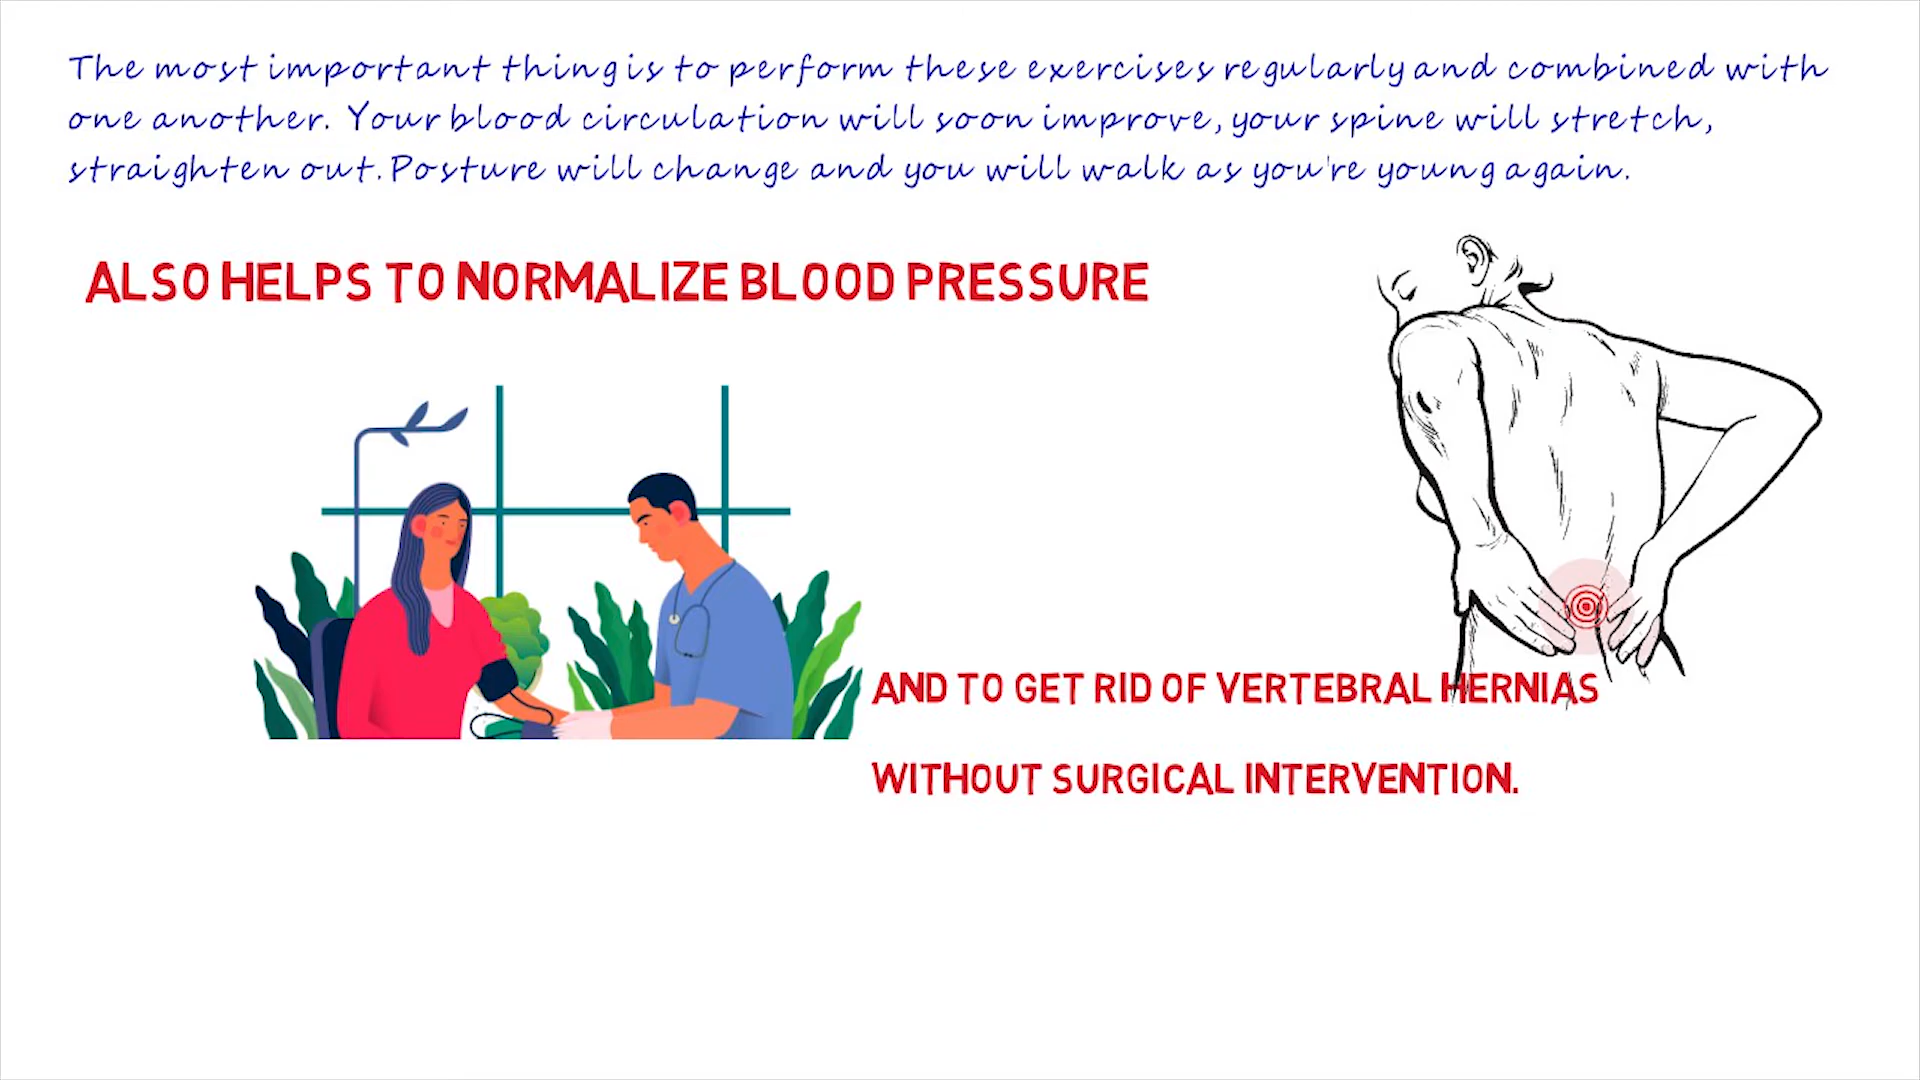 The most important thing is to perform these exercises regularly and combined with
one another. Your blood circulation will soon improve, your spine will stretch,
straighten out. Posture will change and you will walk as you're young again.
ALSO HELPS TO NORMALIZE BLOOD PRESSURE
AND TO GET RID OF VERTEBRAL HERNIAS
WITHOUT SURGICAL INTERVENTION.